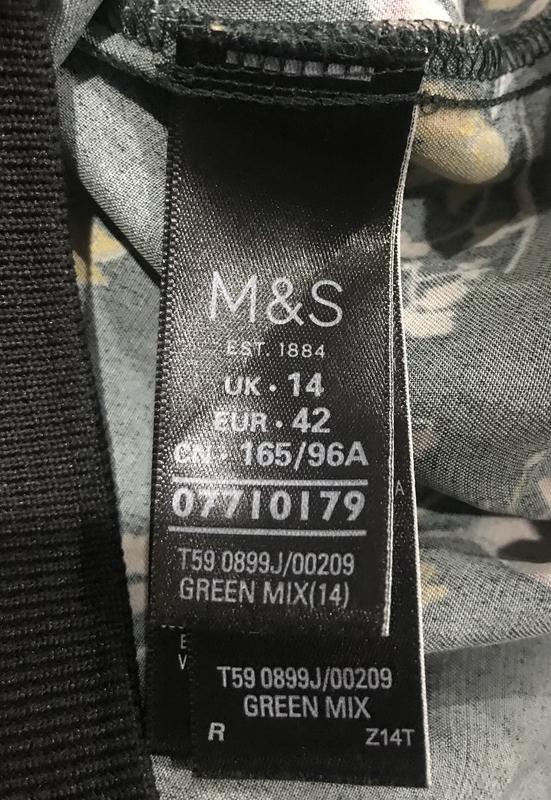 M&S
EST. 1884
UK · 14
EUR · 42
CN · 165/96A
07710179
T59 0899J/00209
GREEN MIX(14)
A
E
V
T59 0899J/00209
GREEN MIX
R Z14T